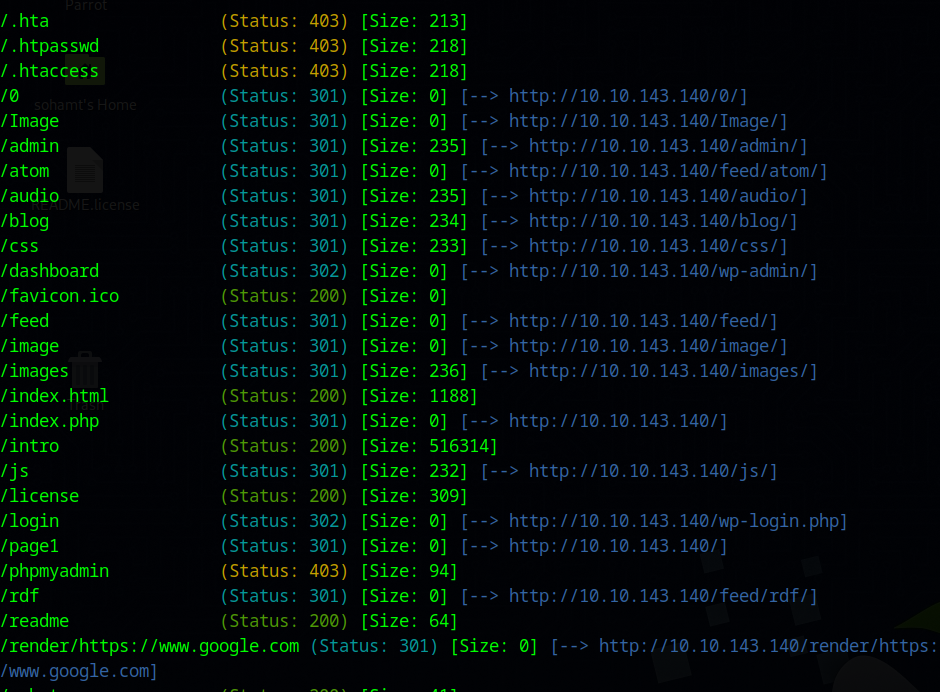 Parrot
/.hta (Status: 403) [Size: 213]
/.htpasswd (Status: 403) [Size: 218]
/.htaccess (Status: 403) [Size: 218]
/0 (Status: 301) [Size: 0] [--> http://10.10.143.140/0/]
sohamt's Home
/Image (Status: 301) [Size: 0] [--> http://10.10.143.140/Image/]
/admin (Status: 301) [Size: 235] [--> http://10.10.143.140/admin/]
/atom (Status: 301) [Size: 0] [--> http://10.10.143.140/feed/atom/]
/audio (Status: 301) [Size: 235] [--> http://10.10.143.140/audio/]
README.license
/blog (Status: 301) [Size: 234] [--> http://10.10.143.140/blog/]
/css (Status: 301) [Size: 233] [--> http://10.10.143.140/css/]
/dashboard (Status: 302) [Size: 0] [--> http://10.10.143.140/wp-admin/]
/favicon.ico (Status: 200) [Size: 0]
/feed (Status: 301) [Size: 0] [--> http://10.10.143.140/feed/]
/image (Status: 301) [Size: 0] [--> http://10.10.143.140/image/]
/images (Status: 301) [Size: 236] [--> http://10.10.143.140/images/]
/index.html (Status: 200) [Size: 1188]
Trash
/index.php (Status: 301) [Size: 0] [--> http://10.10.143.140/]
/intro (Status: 200) [Size: 516314]
/js (Status: 301) [Size: 232] [--> http://10.10.143.140/js/]
/license (Status: 200) [Size: 309]
/login (Status: 302) [Size: 0] [--> http://10.10.143.140/wp-login.php]
/page1 (Status: 301) [Size: 0] [--> http://10.10.143.140/]
/phpmyadmin (Status: 403) [Size: 94]
/rdf (Status: 301) [Size: 0] [--> http://10.10.143.140/feed/rdf/]
/readme (Status: 200) [Size: 64]
/render/https://www.google.com (Status: 301) [Size: 0] [--> http://10.10.143.140/render/https:
/www.google.com]